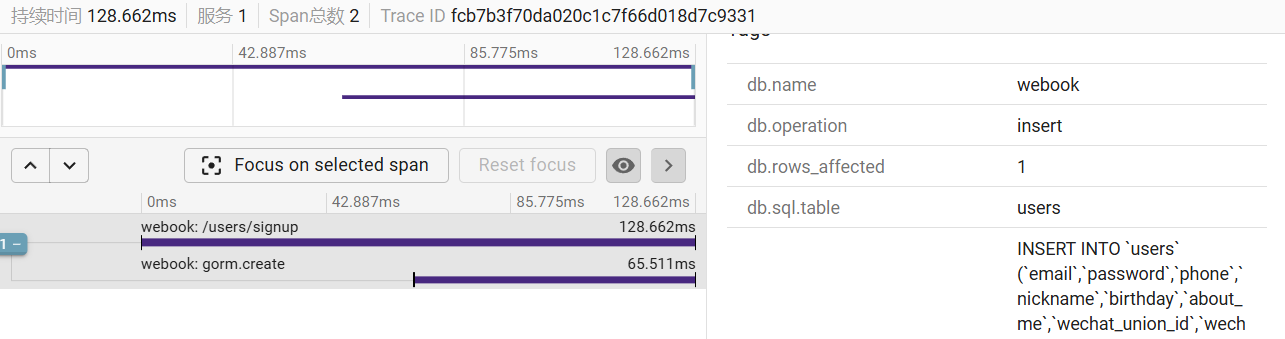 持续时间 128.662ms 服务 1 Span总数 2 Trace ID fcb7b3f70da020c1c7f66d018d7c9331
0ms 42.887ms 85.775ms 128.662ms
Focus on selected span Reset focus
0ms 42.887ms 85.775ms 128.662ms
webook: /users/signup 128.662ms
1 –
webook: gorm.create 65.511ms
db.name webook
db.operation insert
db.rows_affected 1
db.sql.table users
INSERT INTO `users`
(`email`,`password`,`phone`,`
nickname`,`birthday`,`about_
me`,`wechat_union_id`,`wech